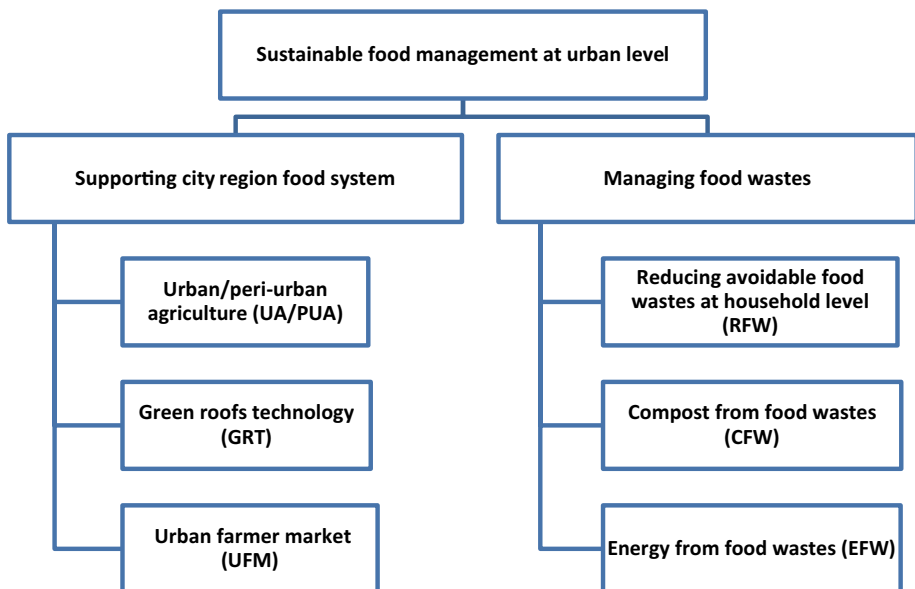 Sustainable food management at urban level
Supporting city region food system
Managing food wastes
Urban/peri-urban
agriculture (UA/PUA)
Green roofs technology
(GRT)
Urban farmer market
(UFM)
Reducing avoidable food
wastes at household level
(RFW)
Compost from food wastes
(CFW)
Energy from food wastes (EFW)